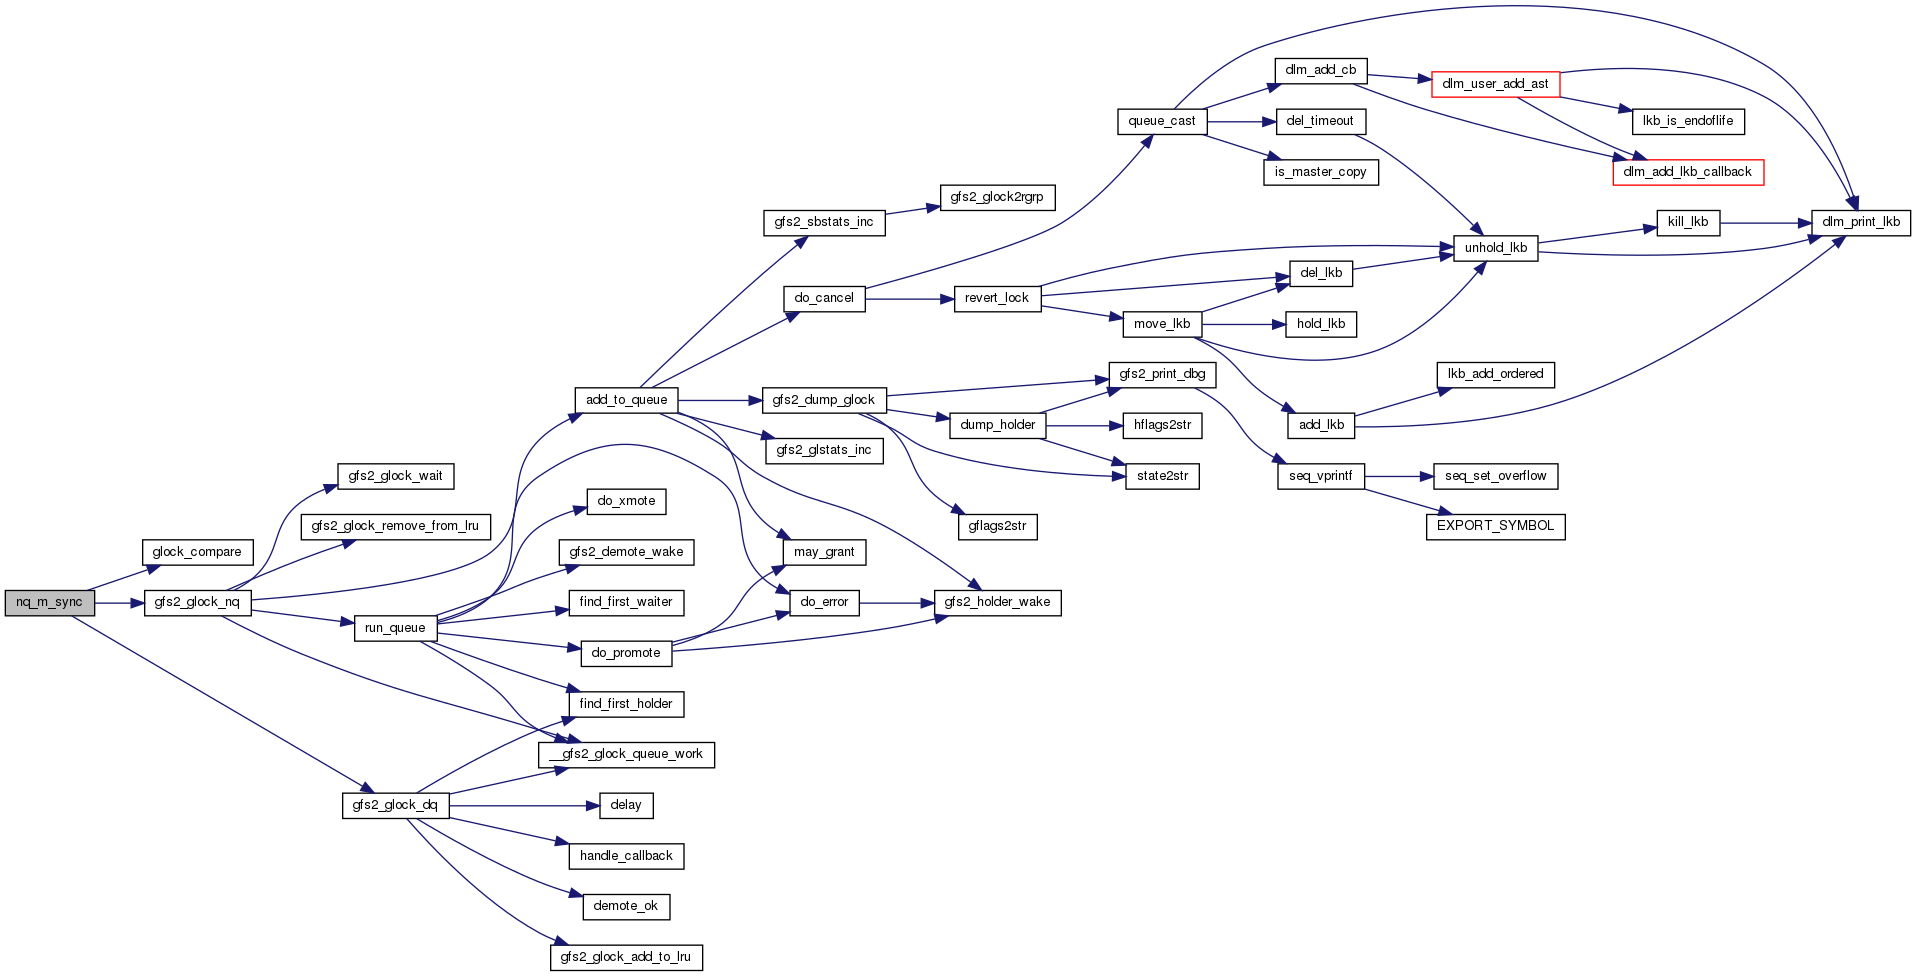 nq_m_sync
glock_compare
gfs2_glock_nq
gfs2_glock_dq
gfs2_glock_wait
gfs2_glock_remove_from_lru
run_queue
add_to_queue
do_xmote
gfs2_demote_wake
find_first_waiter
do_promote
find_first_holder
__gfs2_glock_queue_work
delay
handle_callback
demote_ok
gfs2_glock_add_to_lru
gfs2_sbstats_inc
do_cancel
gfs2_dump_glock
gfs2_glstats_inc
may_grant
do_error
gfs2_glock2rgrp
revert_lock
dump_holder
gflags2str
gfs2_holder_wake
queue_cast
move_lkb
gfs2_print_dbg
hflags2str
state2str
dlm_add_cb
del_timeout
is_master_copy
del_lkb
hold_lkb
add_lkb
seq_vprintf
dlm_user_add_ast
unhold_lkb
lkb_add_ordered
seq_set_overflow
EXPORT_SYMBOL
lkb_is_endoflife
dlm_add_lkb_callback
kill_lkb
dlm_print_lkb